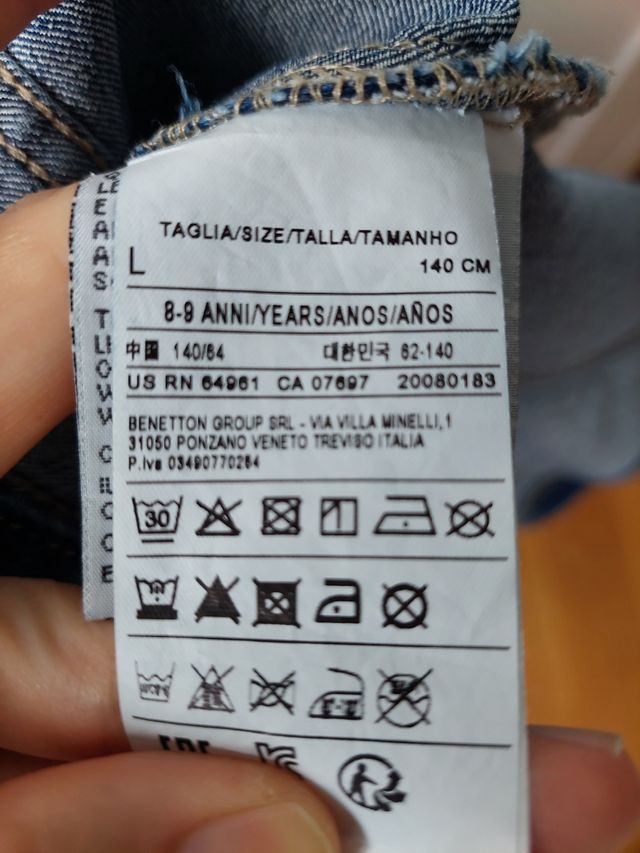 TAGLIA/SIZE/TALLA/TAMANHO
L 140 CM
8-9 ANNI/YEARS/ANOS/AÑOS
中国 140/64 대한민국 62-140
US RN 64961 CA 07697 20080183
BENETTON GROUP SRL - VIA VILLA MINELLI,1
31050 PONZANO VENETO TREVISO ITALIA
P.Iva 03490770264
30